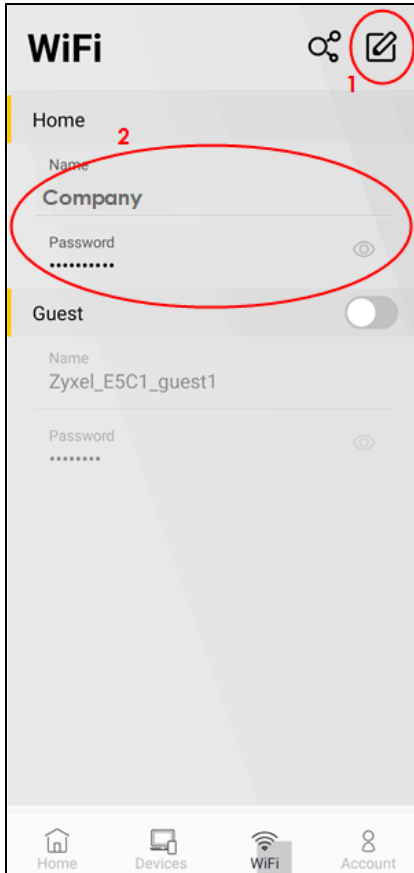 WiFi
1
Home
2
Name
Company
Password
••••••••••
Guest
Name
Zyxel_E5C1_guest1
Password
••••••••
Home Devices WiFi Account